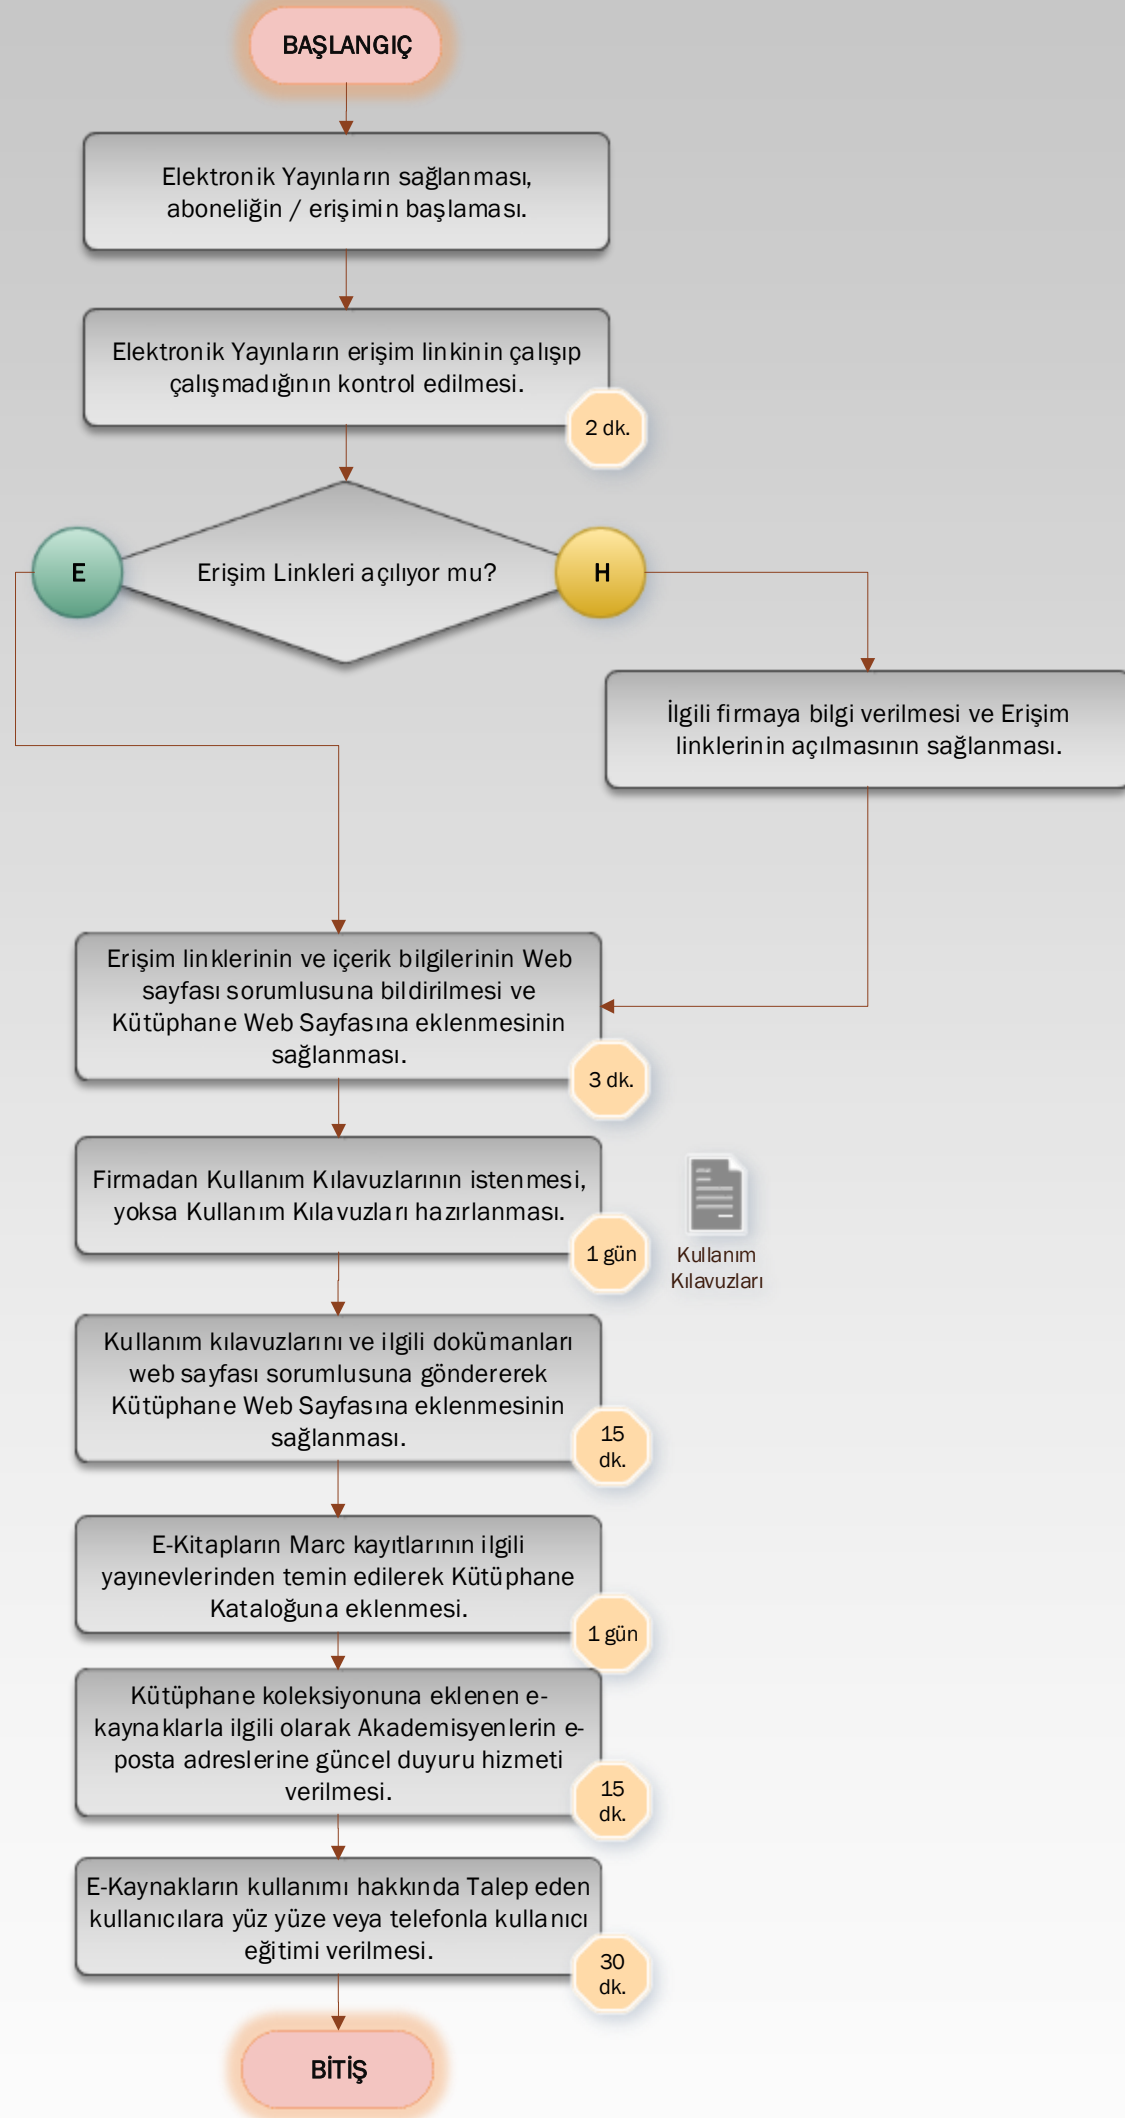 BAŞLANGIÇ
Elektronik Yayınların sağlanması,
aboneliğin / erişimin başlaması.
Elektronik Yayınların erişim linkinin çalışıp
çalışmadığının kontrol edilmesi.
2 dk.
E
Erişim Linkleri açılıyor mu?
H
İlgili firmaya bilgi verilmesi ve Erişim
linklerinin açılmasının sağlanması.
Erişim linklerinin ve içerik bilgilerinin Web
sayfası sorumlusuna bildirilmesi ve
Kütüphane Web Sayfasına eklenmesinin
sağlanması.
3 dk.
Firmadan Kullanım Kılavuzlarının istenmesi,
yoksa Kullanım Kılavuzları hazırlanması.
1 gün
Kullanım
Kılavuzları
Kullanım kılavuzlarını ve ilgili dokümanları
web sayfası sorumlusuna göndererek
Kütüphane Web Sayfasına eklenmesinin
sağlanması.
15
dk.
E-Kitapların Marc kayıtlarının ilgili
yayınevlerinden temin edilerek Kütüphane
Kataloğuna eklenmesi.
1 gün
Kütüphane koleksiyonuna eklenen e-
kaynaklarla ilgili olarak Akademisyenlerin e-
posta adreslerine güncel duyuru hizmeti
verilmesi.
15
dk.
E-Kaynakların kullanımı hakkında Talep eden
kullanıcılara yüz yüze veya telefonla kullanıcı
eğitimi verilmesi.
30
dk.
BİTİŞ